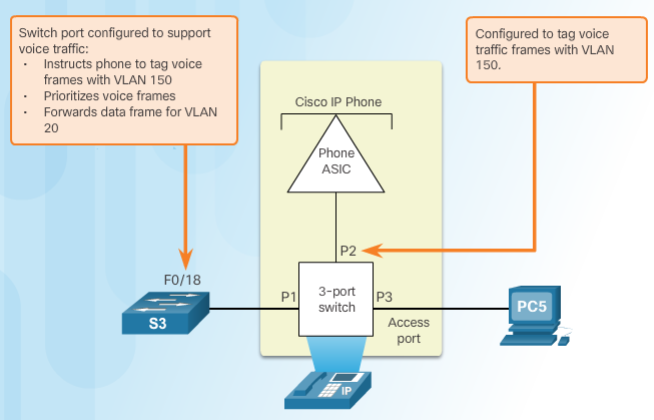 Switch port configured to support
voice traffic:
· Instructs phone to tag voice
frames with VLAN 150
· Prioritizes voice frames
· Forwards data frame for VLAN
20
Configured to tag voice
traffic frames with VLAN
150.
Cisco IP Phone
Phone
ASIC
P2
F0/18
P1
3-port
switch
P3
PC5
S3
Access
port
IP